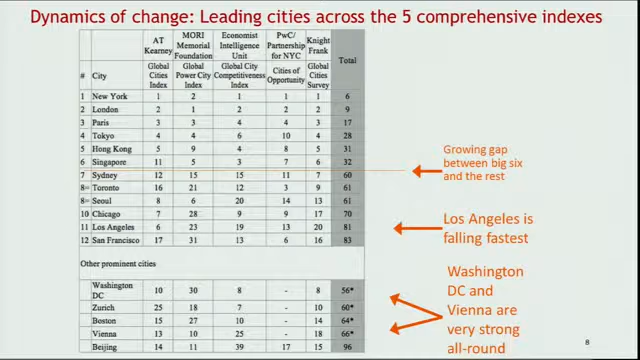 Dynamics of change: Leading cities across the 5 comprehensive indexes
AT Kearney MORI Memorial Foundation Economist Intelligence Unit PwC/ Partnership for NYC Knight Frank Total
# City Global Cities Index Global Power City Index Global City Competitiveness Index Cities of Opportunity Global Cities Survey
1 New York 1 2 1 1 1 6
2 London 2 1 2 2 2 9
3 Paris 3 3 4 4 3 17
4 Tokyo 4 4 6 10 4 28
5 Hong Kong 5 9 4 8 5 31
6 Singapore 11 5 3 7 6 32
7 Sydney 12 15 15 11 7 60
8= Toronto 16 21 12 3 9 61
8= Seoul 8 6 20 14 13 61
10 Chicago 7 28 9 9 17 70
11 Los Angeles 6 23 19 13 20 81
12 San Francisco 17 31 13 6 16 83
Other prominent cities
Washington DC 10 30 8 - 8 56*
Zurich 25 18 7 - 10 60*
Boston 15 27 10 - 14 64*
Vienna 13 10 25 - 18 66*
Beijing 14 11 39 17 15 96
Growing gap
between big six
and the rest
Los Angeles is
falling fastest
Washington
DC and
Vienna are
very strong
all-round
8